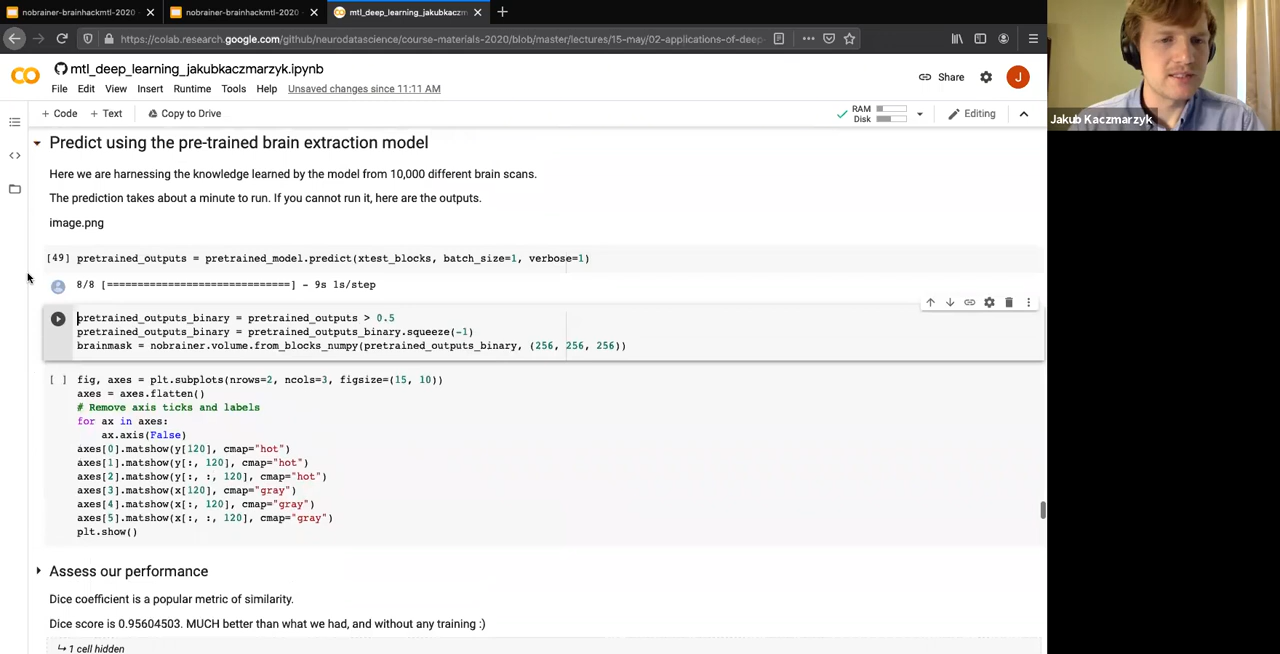 nobrainer-brainhackmtl-2020
nobrainer-brainhackmtl-2020
mtl_deep_learning_jakubkaczm
https://colab.research.google.com/github/neurodatascience/course-materials-2020/blob/master/lectures/15-may/02-applications-of-deep-
mtl_deep_learning_jakubkaczmarzyk.ipynb
Share
J
File Edit View Insert Runtime Tools Help Unsaved changes since 11:11 AM
+ Code + Text Copy to Drive
RAM
Disk
Editing
Jakub Kaczmarzyk
Predict using the pre-trained brain extraction model
Here we are harnessing the knowledge learned by the model from 10,000 different brain scans.
The prediction takes about a minute to run. If you cannot run it, here are the outputs.
image.png
[49] pretrained_outputs = pretrained_model.predict(xtest_blocks, batch_size=1, verbose=1)
8/8 [==============================] - 9s 1s/step
pretrained_outputs_binary = pretrained_outputs > 0.5
pretrained_outputs_binary = pretrained_outputs_binary.squeeze(-1)
brainmask = nobrainer.volume.from_blocks_numpy(pretrained_outputs_binary, (256, 256, 256))
[ ] fig, axes = plt.subplots(nrows=2, ncols=3, figsize=(15, 10))
axes = axes.flatten()
# Remove axis ticks and labels
for ax in axes:
ax.axis(False)
axes[0].matshow(y[120], cmap="hot")
axes[1].matshow(y[:, 120], cmap="hot")
axes[2].matshow(y[:, :, 120], cmap="hot")
axes[3].matshow(x[120], cmap="gray")
axes[4].matshow(x[:, 120], cmap="gray")
axes[5].matshow(x[:, :, 120], cmap="gray")
plt.show()
Assess our performance
Dice coefficient is a popular metric of similarity.
Dice score is 0.95604503. MUCH better than what we had, and without any training :)
1 cell hidden